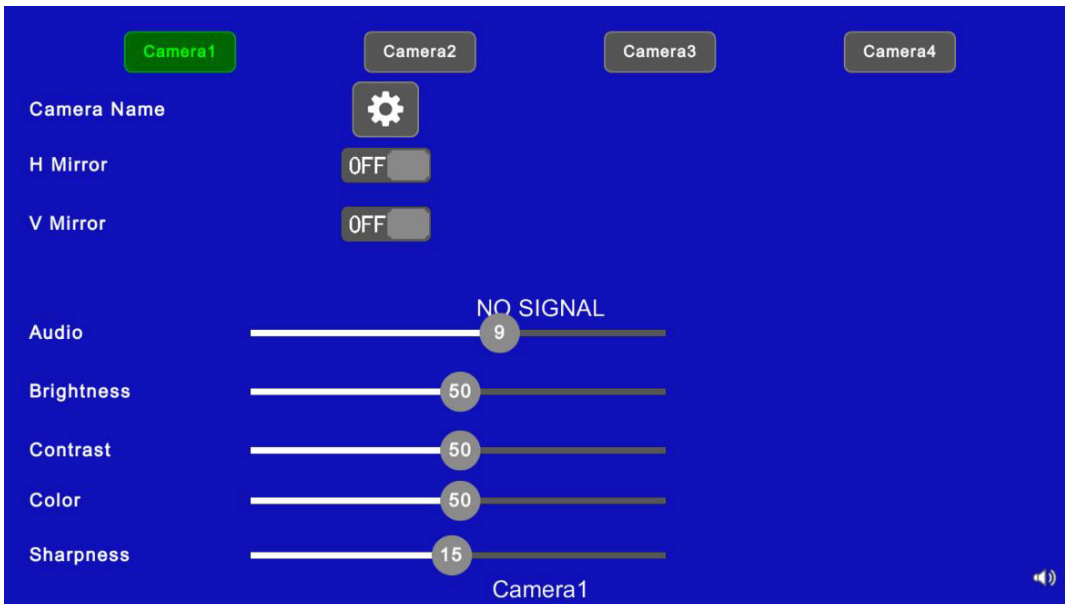 Camera1 Camera2 Camera3 Camera4
Camera Name
H Mirror OFF
V Mirror OFF
NO SIGNAL
Audio 9
Brightness 50
Contrast 50
Color 50
Sharpness 15
Camera1